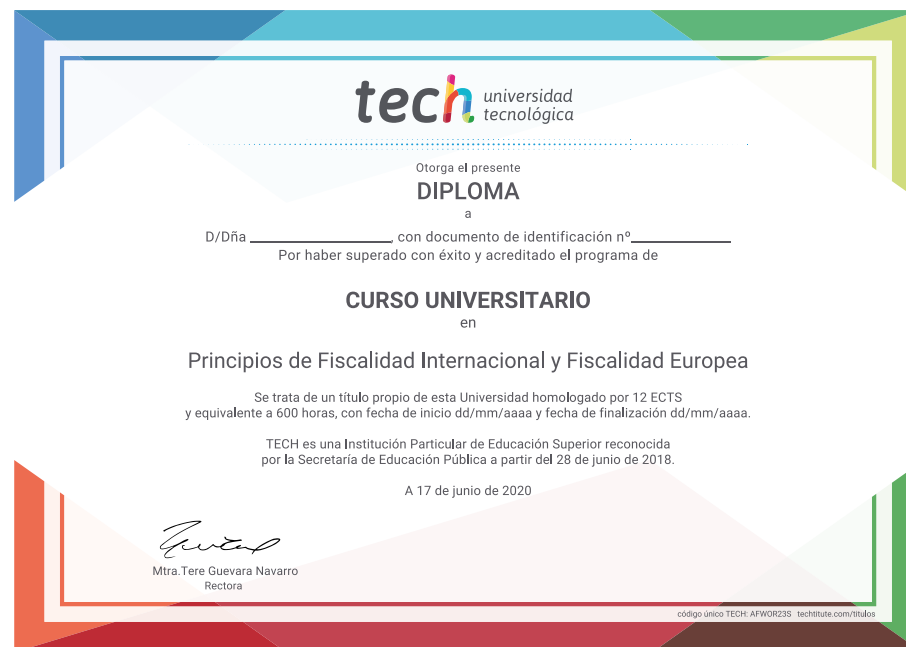 tech universidad
tecnológica
Otorga el presente
DIPLOMA
a
D/Dña ________________, con documento de identificación nº____________
Por haber superado con éxito y acreditado el programa de
CURSO UNIVERSITARIO
en
Principios de Fiscalidad Internacional y Fiscalidad Europea
Se trata de un título propio de esta Universidad homologado por 12 ECTS
y equivalente a 600 horas, con fecha de inicio dd/mm/aaaa y fecha de finalización dd/mm/aaaa.
TECH es una Institución Particular de Educación Superior reconocida
por la Secretaría de Educación Pública a partir del 28 de junio de 2018.
A 17 de junio de 2020
Mtra.Tere Guevara Navarro
Rectora
código único TECH: AFWOR23S techtitute.com/titulos